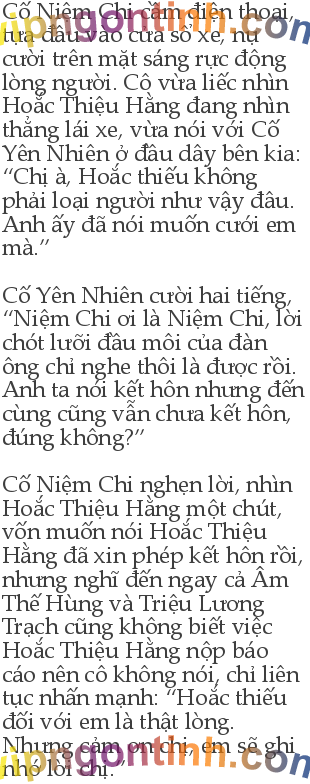 Cố Niệm Chi cầm điện thoại,
tựa đầu vào cửa sổ xe, nụ
cười trên mặt sáng rực động
lòng người. Cô vừa liếc nhìn
Hoắc Thiệu Hằng đang nhìn
thẳng lái xe, vừa nói với Cố
Yên Nhiên ở đầu dây bên kia:
“Chị à, Hoắc thiếu không
phải loại người như vậy đâu.
Anh ấy đã nói muốn cưới em
mà.”
Cố Yên Nhiên cười hai tiếng,
“Niệm Chi ơi là Niệm Chi, lời
chót lưỡi đầu môi của đàn
ông chỉ nghe thôi là được rồi.
Anh ta nói kết hôn nhưng đến
cùng cũng vẫn chưa kết hôn,
đúng không?”
Cố Niệm Chi nghẹn lời, nhìn
Hoắc Thiệu Hằng một chút,
vốn muốn nói Hoắc Thiệu
Hằng đã xin phép kết hôn rồi,
nhưng nghĩ đến ngay cả Âm
Thế Hùng và Triệu Lương
Trạch cũng không biết việc
Hoắc Thiệu Hằng nộp báo
cáo nên cô không nói, chỉ liên
tục nhấn mạnh: “Hoắc thiếu
đối với em là thật lòng.
Nhưng cảm ơn chị, em sẽ ghi
nhớ lời chị.”